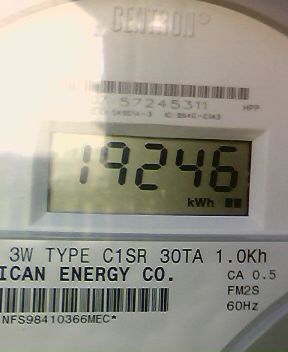 CENTRON®
57245311 HPP
19246
kWh
3W TYPE C1SR 30TA 1.0Kh
ICAN ENERGY CO. CA 0.5
FM2S
60Hz
NFS98410366MEC*